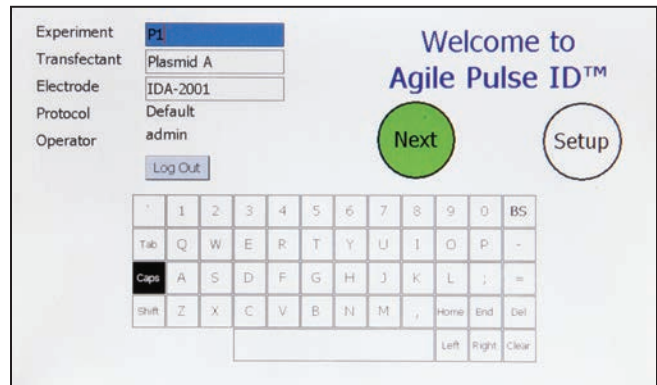 Experiment P1
Transfectant Plasmid A
Electrode IDA-2001
Protocol Default
Operator admin
Log Out
Welcome to
Agile Pulse ID™
Next
Setup
' 1 2 3 4 5 6 7 8 9 0 BS
Tab Q W E R T Y U I O P -
Caps A S D F G H J K L ; =
Shift Z X C V B N M , Home End Del
Left Right Clear